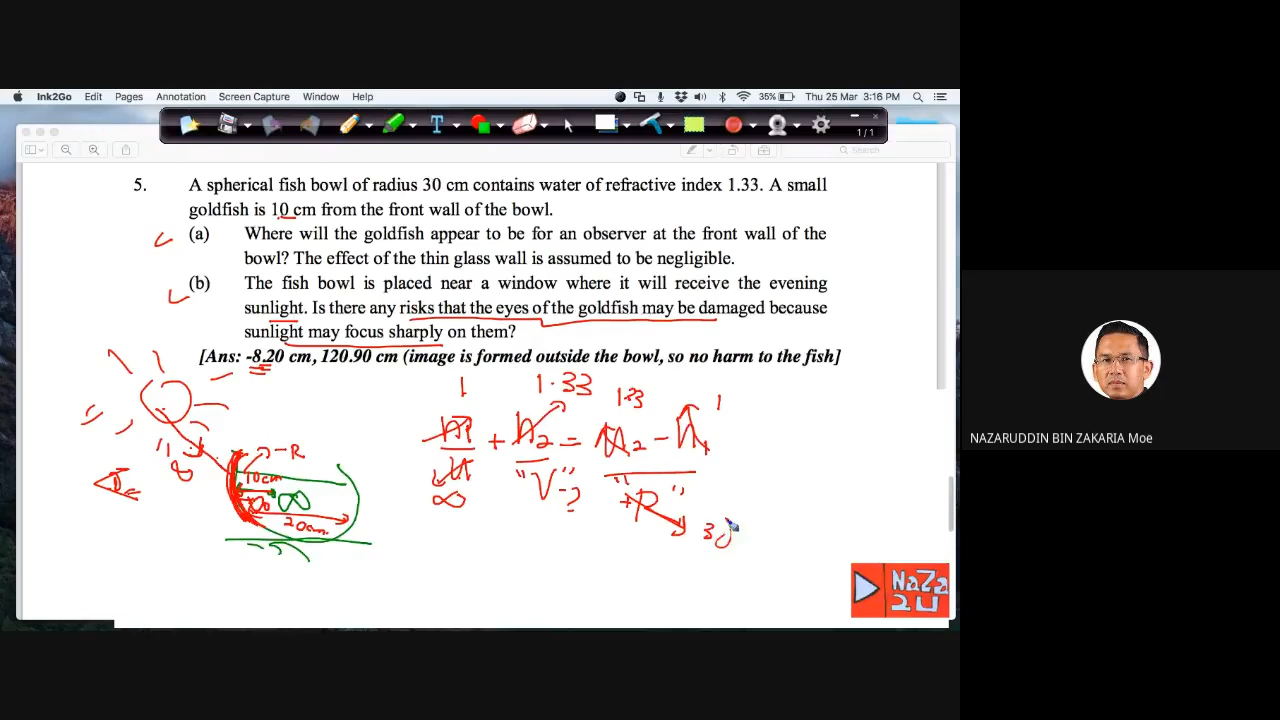 Ink2Go Edit Pages Annotation Screen Capture Window Help 35% Thu 25 Mar 3:16 PM
1/1
Search
5. A spherical fish bowl of radius 30 cm contains water of refractive index 1.33. A small
goldfish is 10 cm from the front wall of the bowl.
(a) Where will the goldfish appear to be for an observer at the front wall of the
bowl? The effect of the thin glass wall is assumed to be negligible.
(b) The fish bowl is placed near a window where it will receive the evening
sunlight. Is there any risks that the eyes of the goldfish may be damaged because
sunlight may focus sharply on them?
[Ans: -8.20 cm, 120.90 cm (image is formed outside the bowl, so no harm to the fish]
1 1.33 1.33 1
n1 + n2 = n2 - n1
u "V" "+R"
∞ -? 30
∞
-R
10cm
20cm
NAZARUDDIN BIN ZAKARIA Moe
NaZa
2U